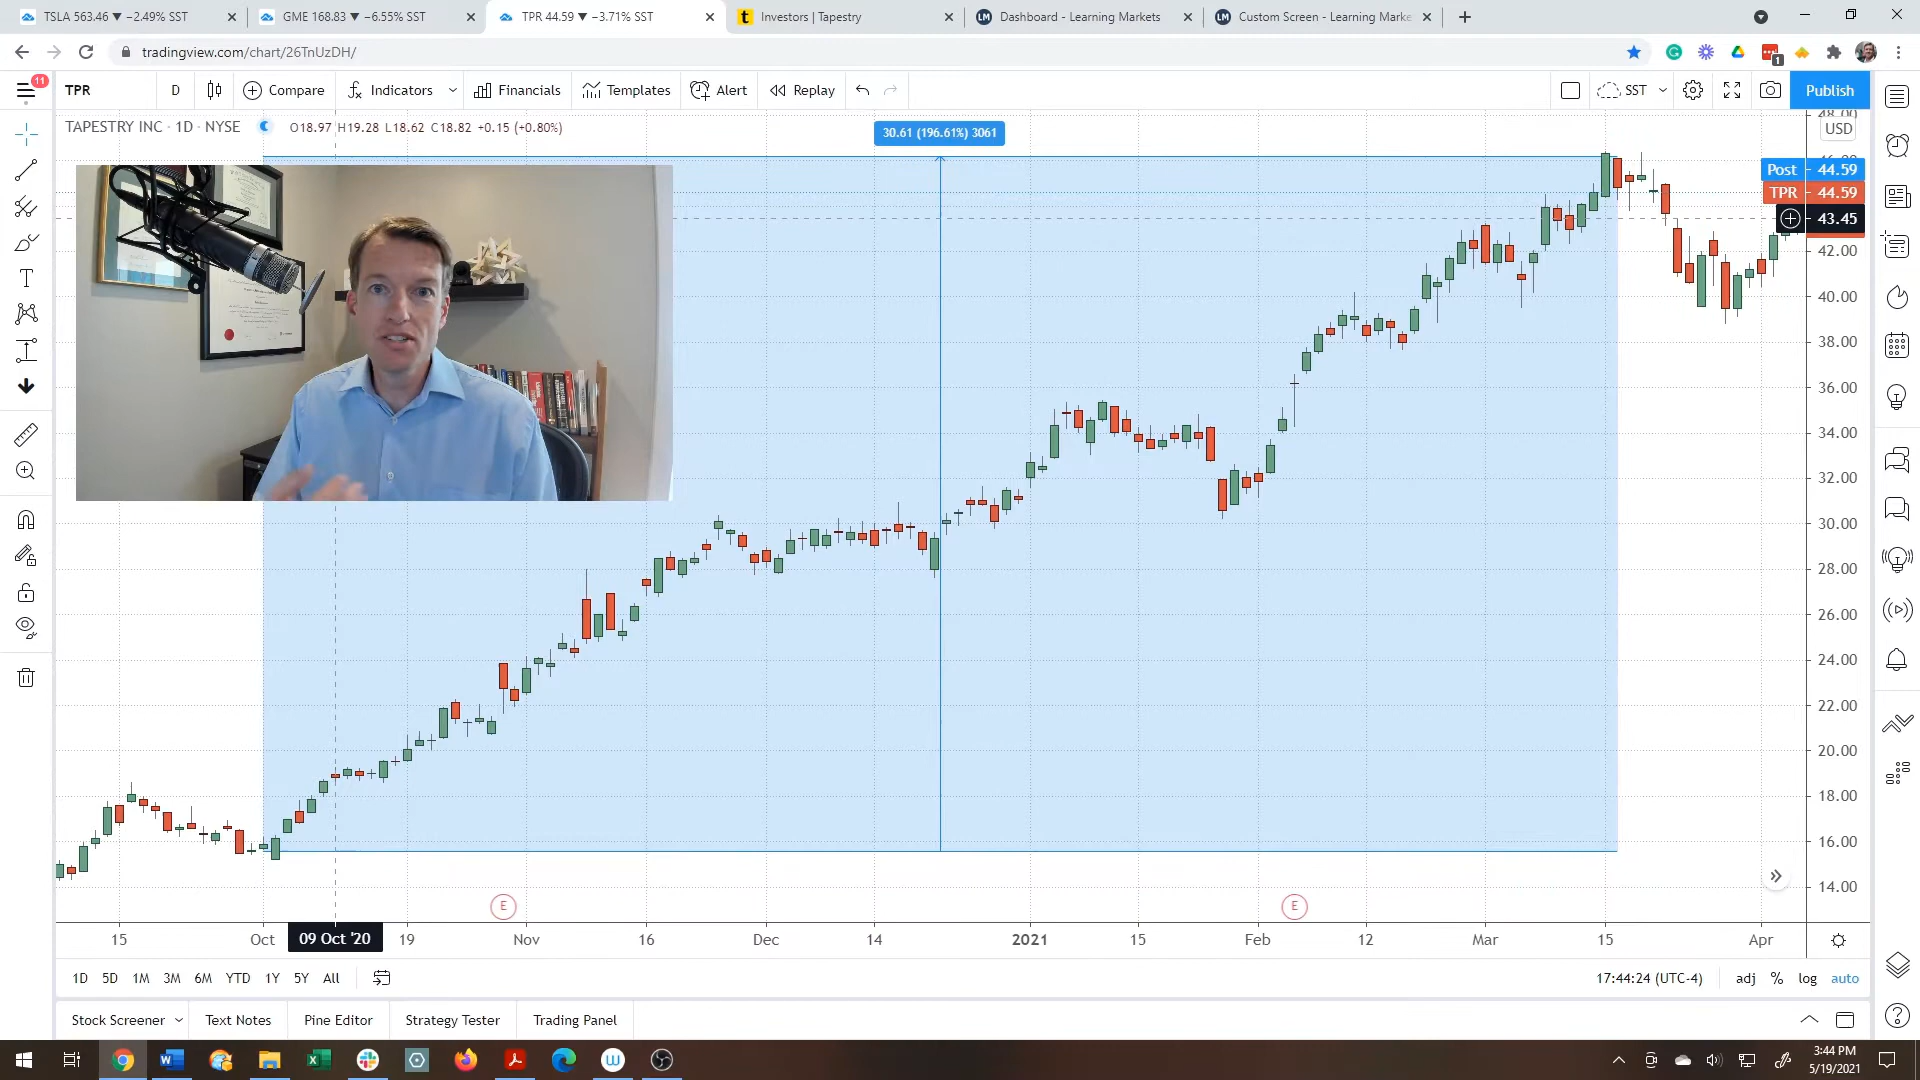 TSLA 563.46 ▼ −2.49% SST
GME 168.83 ▼ −6.55% SST
TPR 44.59 ▼ −3.71% SST
Investors | Tapestry
Dashboard - Learning Markets
Custom Screen - Learning Marke
tradingview.com/chart/26TnUzDH/
1
11
TPR
D
Compare
Indicators
Financials
Templates
Alert
Replay
SST
Publish
TAPESTRY INC · 1D · NYSE
O18.97 H19.28 L18.62 C18.82 +0.15 (+0.80%)
30.61 (196.61%) 3061
48.00
USD
Post 44.59
TPR 44.59
43.45
42.00
40.00
38.00
36.00
34.00
32.00
30.00
28.00
26.00
24.00
22.00
20.00
18.00
16.00
14.00
E
E
15
Oct
09 Oct '20
19
Nov
16
Dec
14
2021
15
Feb
12
Mar
15
Apr
1D 5D 1M 3M 6M YTD 1Y 5Y All
17:44:24 (UTC-4)
adj % log auto
Stock Screener
Text Notes
Pine Editor
Strategy Tester
Trading Panel
3:44 PM
5/19/2021